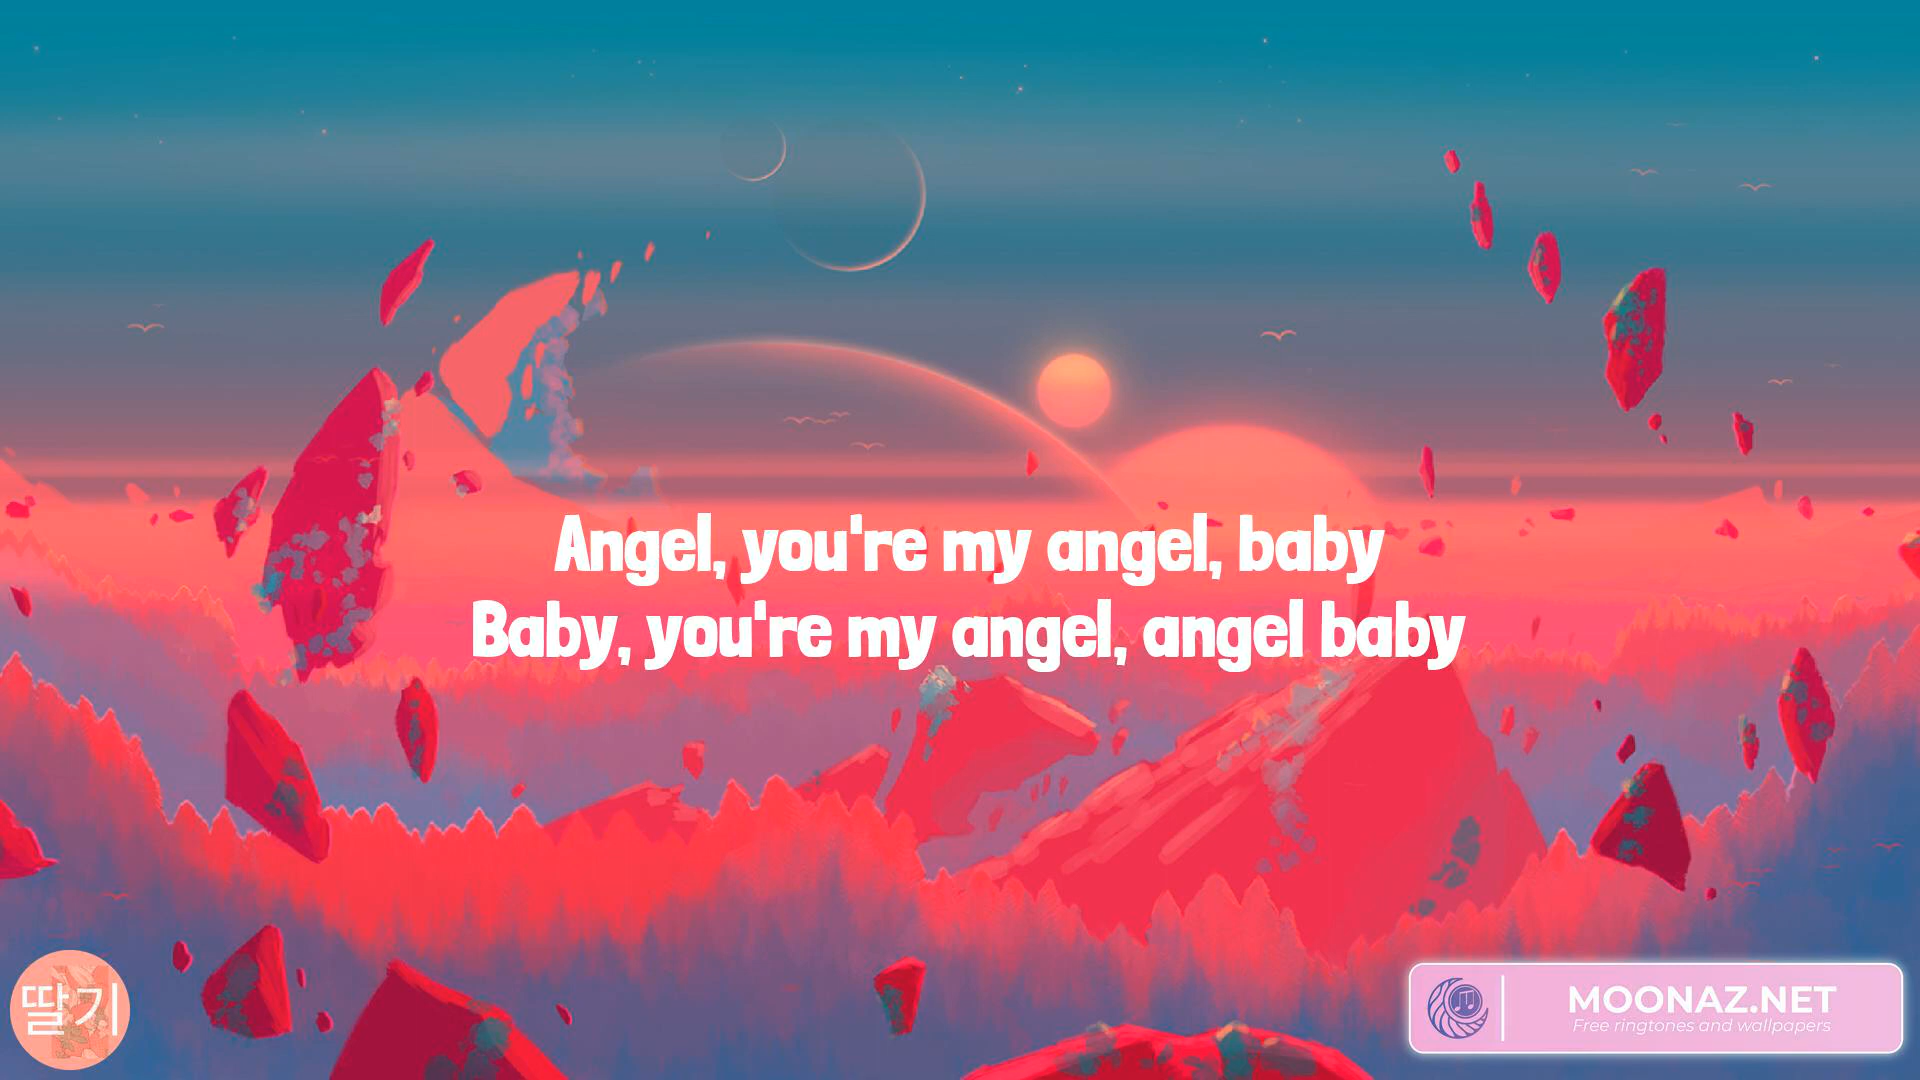 Angel, you're my angel, baby
Baby, you're my angel, angel baby
딸기
MOONAZ.NET
Free ringtones and wallpapers